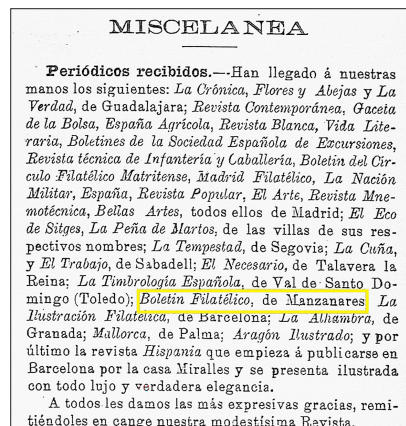 MISCELANEA
Periódicos recibidos.—Han llegado á nuestras
manos los siguientes: La Crònica, Flores y Abejas y La
Verdad, de Guadalajara; Revista Contemporánea, Gaceta
de la Bolsa, España Agrícola, Revista Blanca, Vida Lite-
raria, Boletines de la Sociedad Española de Excursiones,
Revista técnica de Infantería y Caballería, Boletin del Cir-
culo Filatélico Matritense, Madrid Filatélico, La Nación
Militar, España, Revista Popular, El Arte, Revista Mne-
motécnica, Bellas Artes, todos ellos de Madrid; El Eco
de Sitges, La Peña de Martos, de las villas de sus res-
pectivos nombres; La Tempestad, de Segovia; La Cuña,
y El Trabajo, de Sabadell; El Necesario, de Talavera la
Reina; La Timbrología Española, de Val de Santo Do-
mingo (Toledo); Boletin Filatélico, de Manzanares La
Ilustración Filatélica, de Barcelona; La Alhambra, de
Granada; Mallorca, de Palma; Aragón Ilustrado; y por
último la revista Hispania que empieza á publicarse en
Barcelona por la casa Miralles y se presenta ilustrada
con todo lujo y verdadera elegancia.
A todos les damos las más expresivas gracias, remi-
tiéndoles en cange nuestra modestísima Revista.